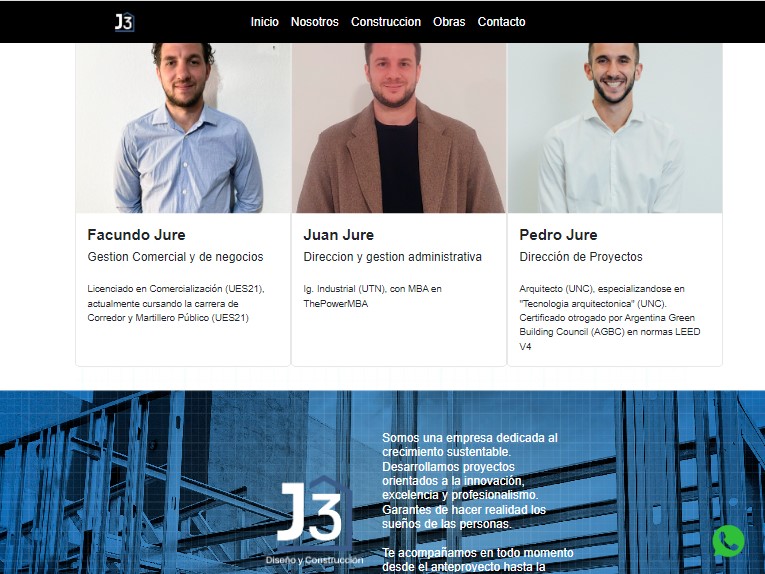 J3
Inicio Nosotros Construccion Obras Contacto
Facundo Jure
Gestion Comercial y de negocios
Licenciado en Comercialización (UES21),
actualmente cursando la carrera de
Corredor y Martillero Público (UES21)
Juan Jure
Direccion y gestion administrativa
Ig. Industrial (UTN), con MBA en
ThePowerMBA
Pedro Jure
Dirección de Proyectos
Arquitecto (UNC), especializandose en
"Tecnologia arquitectonica" (UNC).
Certificado otrogado por Argentina Green
Building Council (AGBC) en normas LEED
V4
J3
Diseño y Construcción
Somos una empresa dedicada al
crecimiento sustentable.
Desarrollamos proyectos
orientados a la innovación,
excelencia y profesionalismo.
Garantes de hacer realidad los
sueños de las personas.
Te acompañamos en todo momento
desde el anteproyecto hasta la